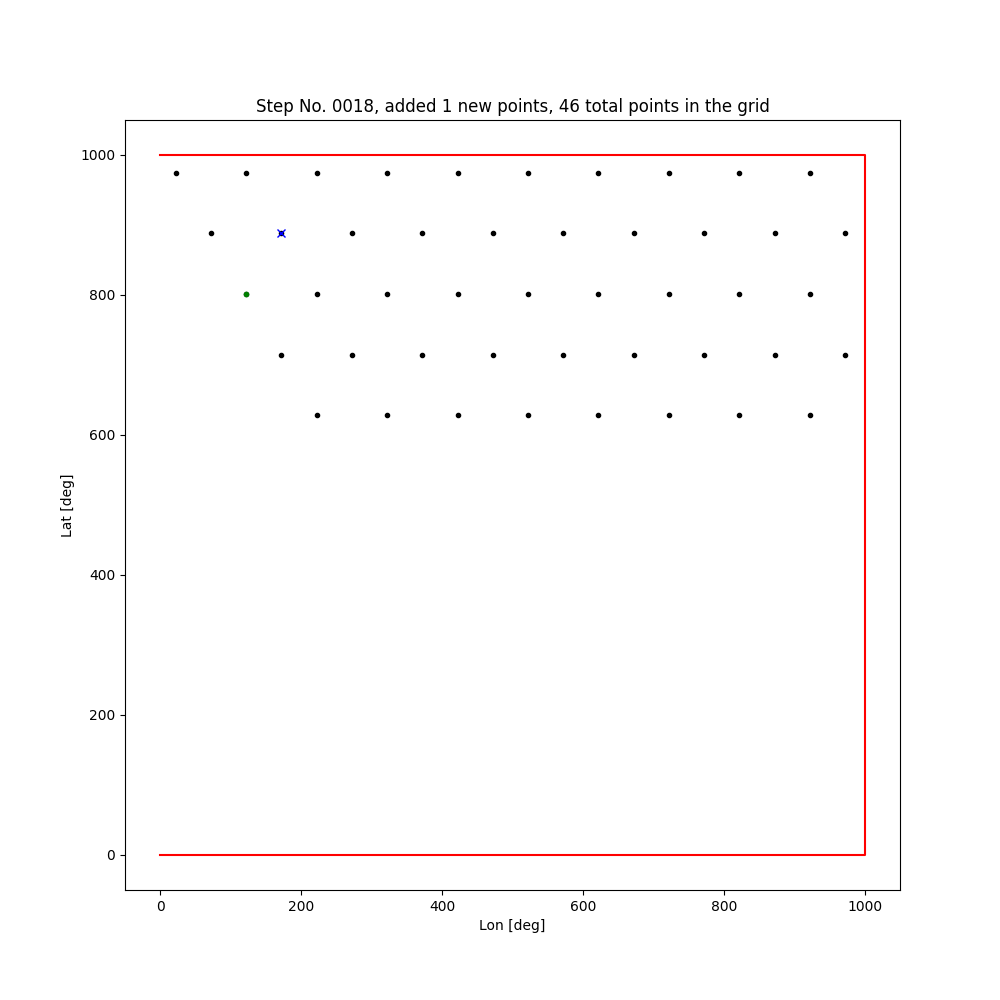 Step No. 0018, added 1 new points, 46 total points in the grid
1000
800
600
400
200
0
Lat [deg]
0 200 400 600 800 1000
Lon [deg]